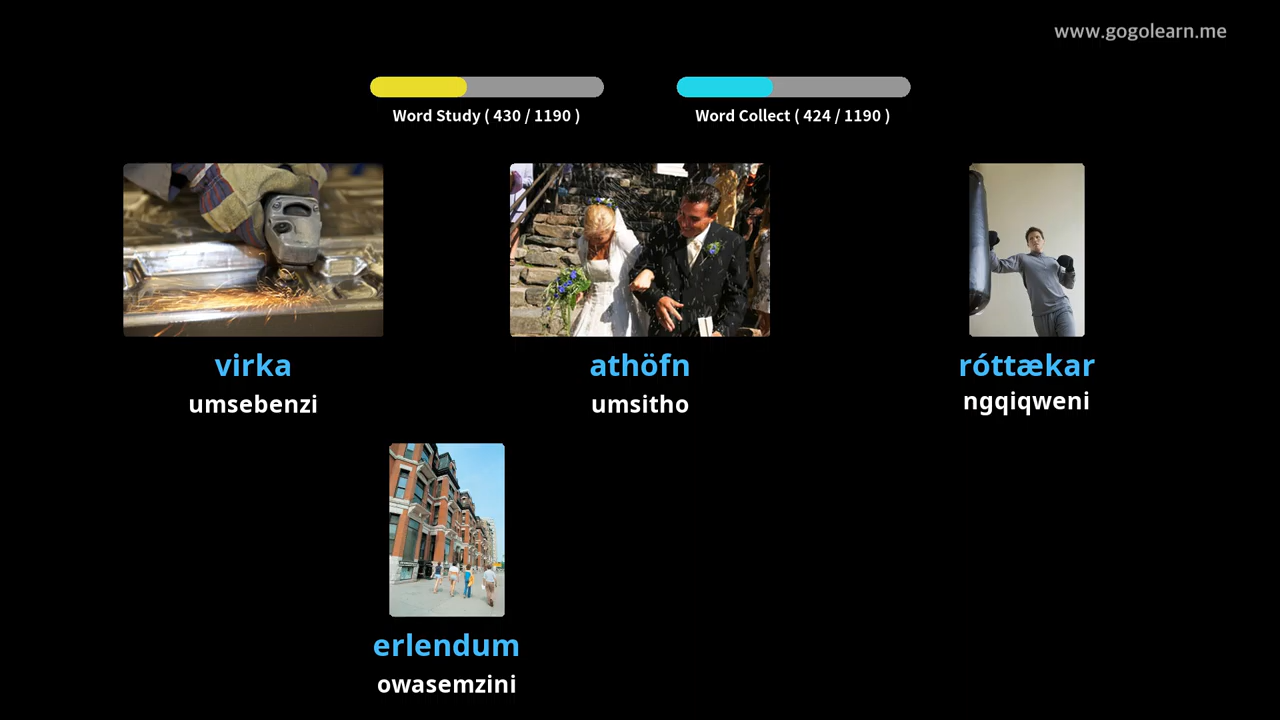 www.gogolearn.me
Word Study ( 430 / 1190 )
Word Collect ( 424 / 1190 )
virka
umsebenzi
athöfn
umsitho
róttækar
ngqiqweni
erlendum
owasemzini